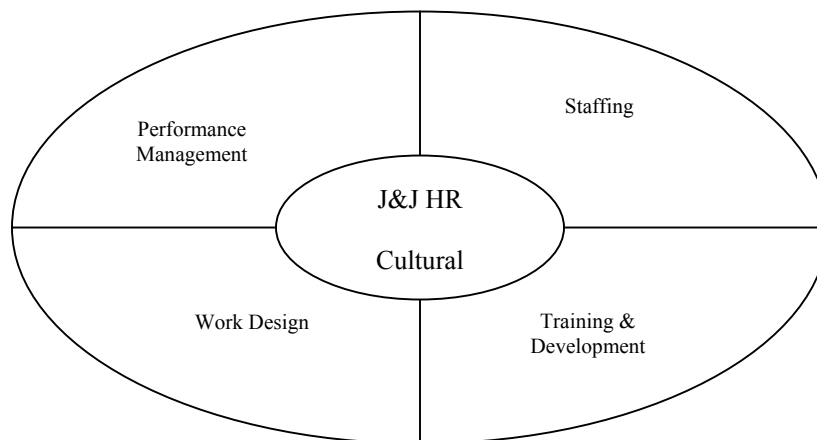 Performance
Management
Staffing
J&J HR
Cultural
Work Design
Training &
Development